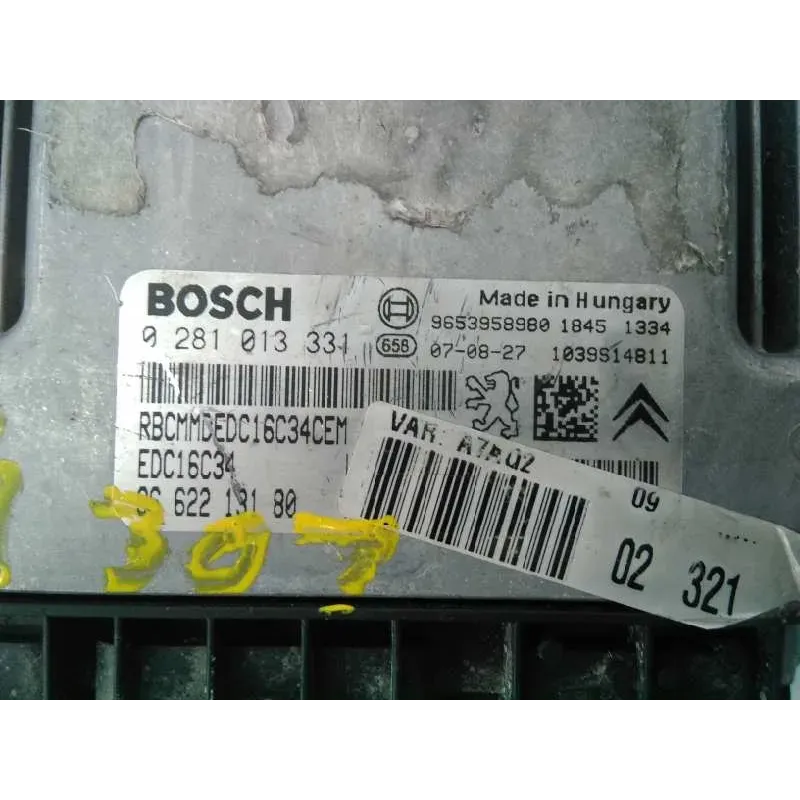 BOSCH
Made in Hungary
9653958980 1845 1334
0 281 013 331
658 07-08-27 1039S14811
RBCMMDEDC16C34CEM
EDC16C34
96 622 131 80
VAR: A7AQ2
09
02 321
307